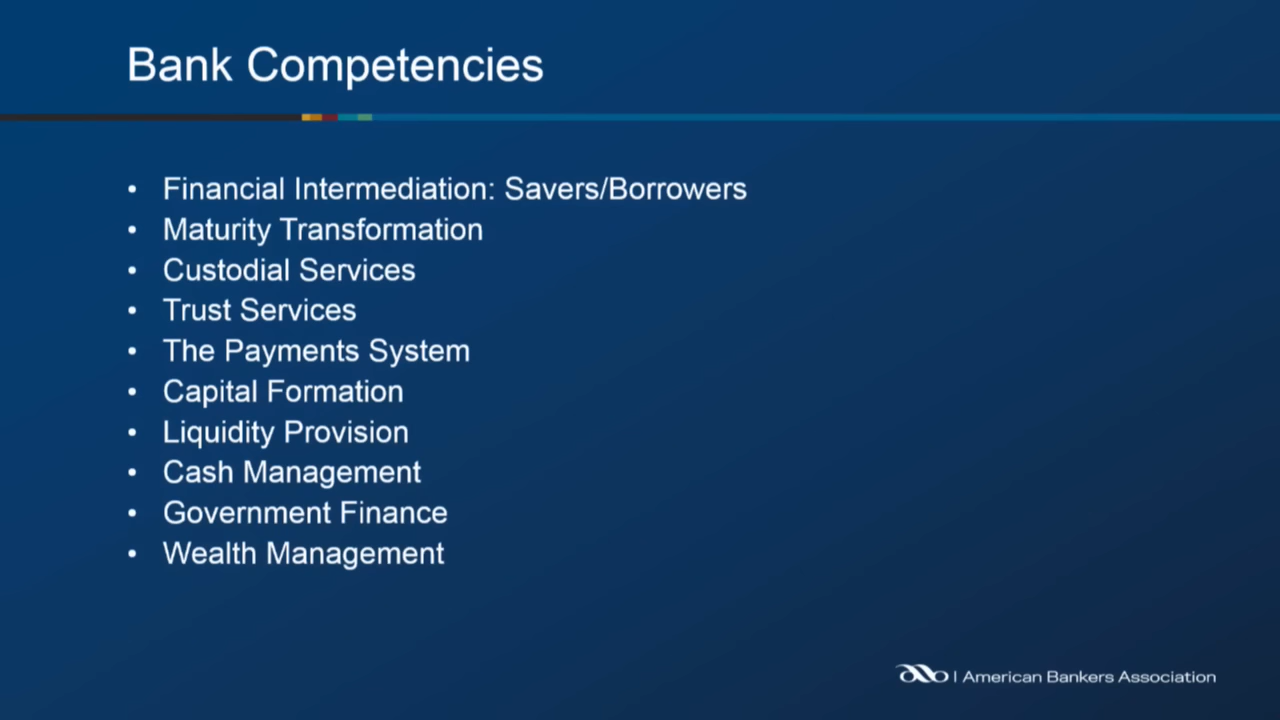 Bank Competencies
• Financial Intermediation: Savers/Borrowers
• Maturity Transformation
• Custodial Services
• Trust Services
• The Payments System
• Capital Formation
• Liquidity Provision
• Cash Management
• Government Finance
• Wealth Management
American Bankers Association